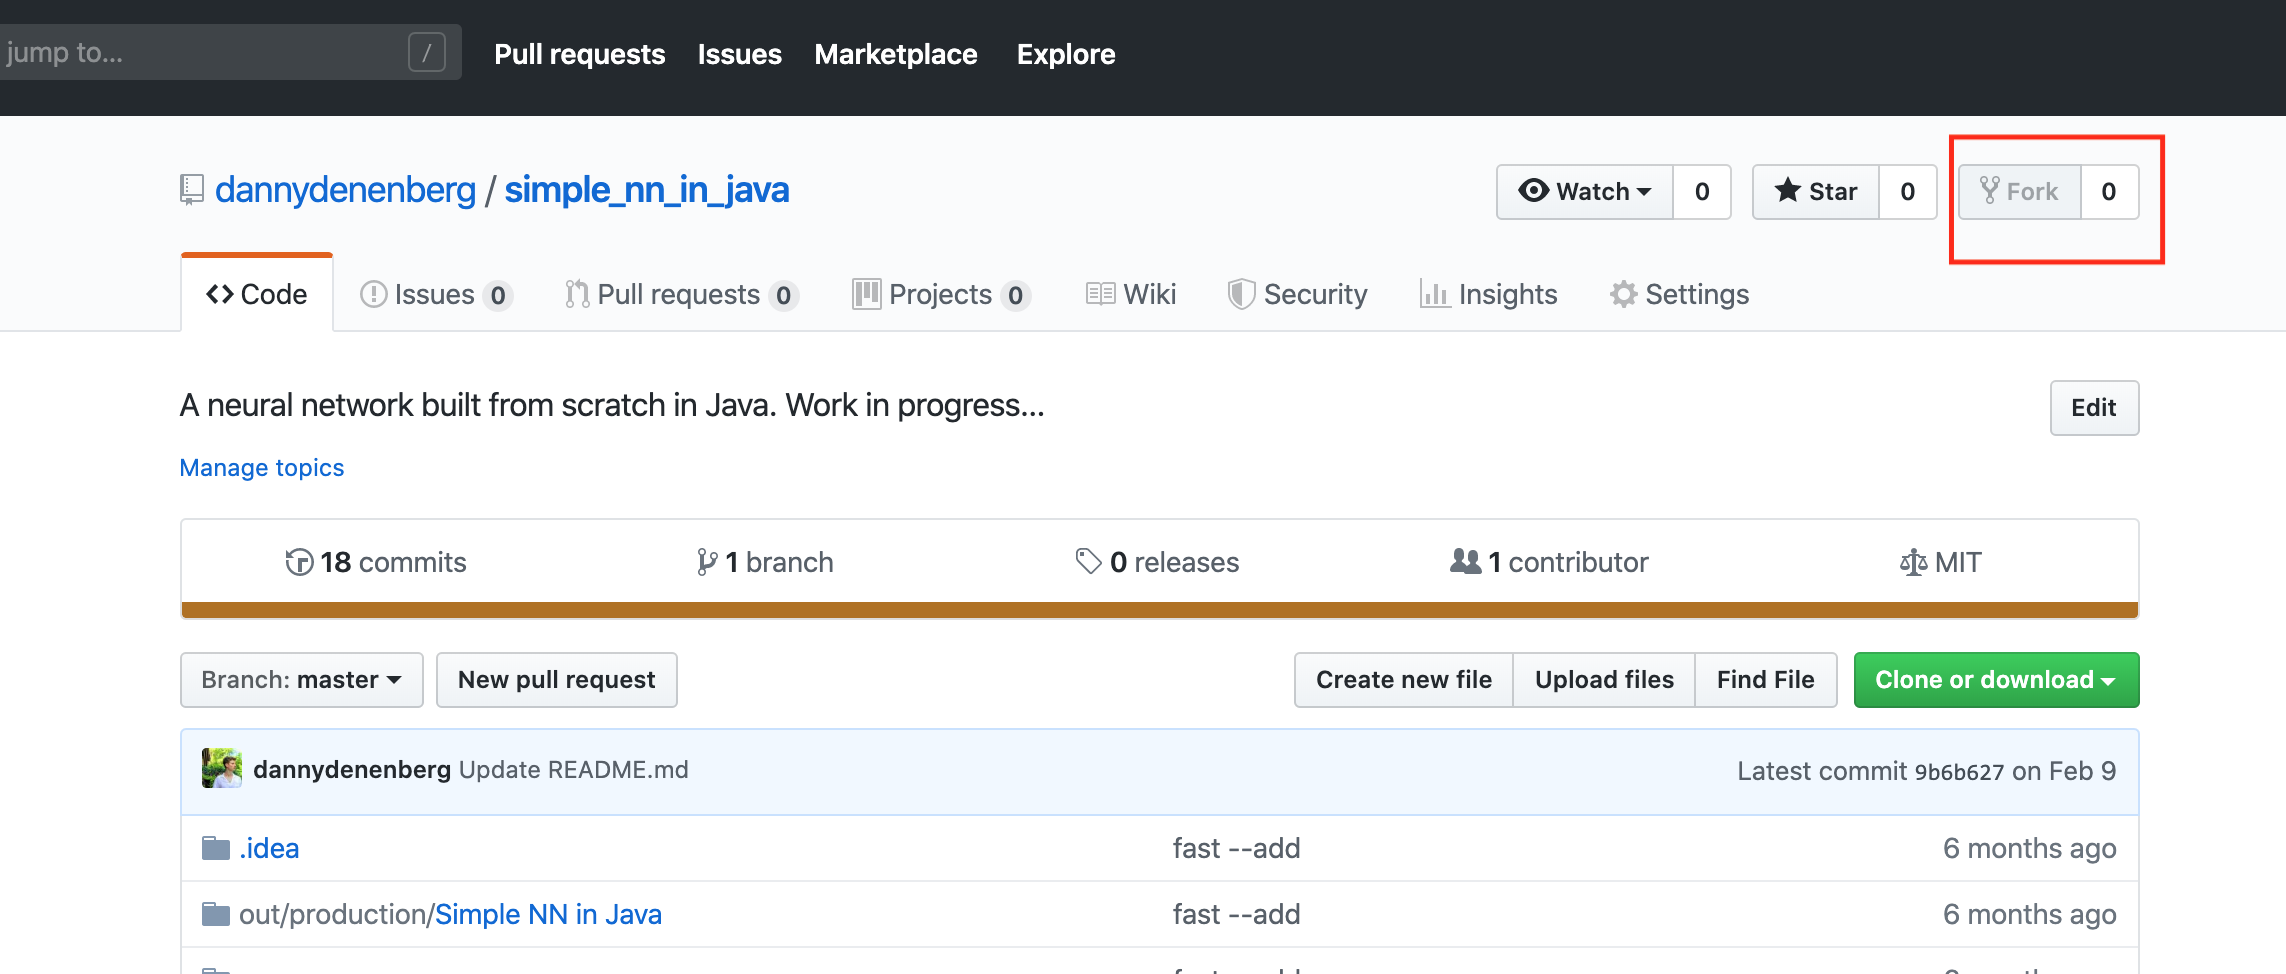 jump to... /
Pull requests Issues Marketplace Explore
dannydenenberg / simple_nn_in_java
Watch 0 Star 0 Fork 0
Code Issues 0 Pull requests 0 Projects 0 Wiki Security Insights Settings
A neural network built from scratch in Java. Work in progress... Edit
Manage topics
18 commits 1 branch 0 releases 1 contributor MIT
Branch: master New pull request Create new file Upload files Find File Clone or download
dannydenenberg Update README.md Latest commit 9b6b627 on Feb 9
.idea fast --add 6 months ago
out/production/Simple NN in Java fast --add 6 months ago